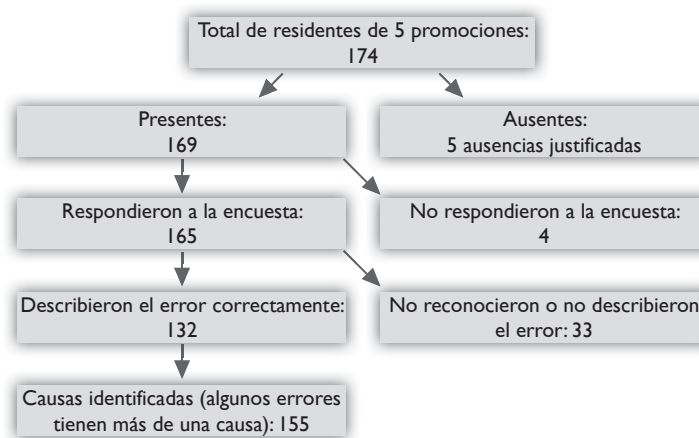 Total de residentes de 5 promociones:
174
Presentes:
169
Ausentes:
5 ausencias justificadas
Respondieron a la encuesta:
165
No respondieron a la encuesta:
4
Describieron el error correctamente:
132
No reconocieron o no describieron
el error: 33
Causas identificadas (algunos errores
tienen más de una causa): 155